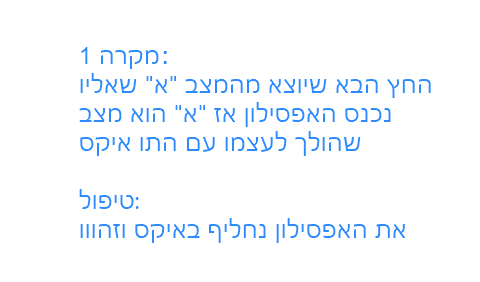 מקרה 1:
החץ הבא שיוצא מהמצב "א" שאליו
נכנס האפסילון אז "א" הוא מצב
שהולך לעצמו עם התו איקס

טיפול:
את האפסילון נחליף באיקס וזהווו